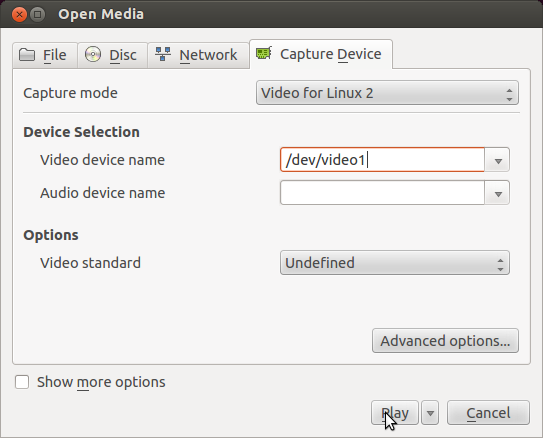 Open Media
File Disc Network Capture Device
Capture mode Video for Linux 2
Device Selection
Video device name /dev/video1
Audio device name
Options
Video standard Undefined
Advanced options...
Show more options
Play Cancel